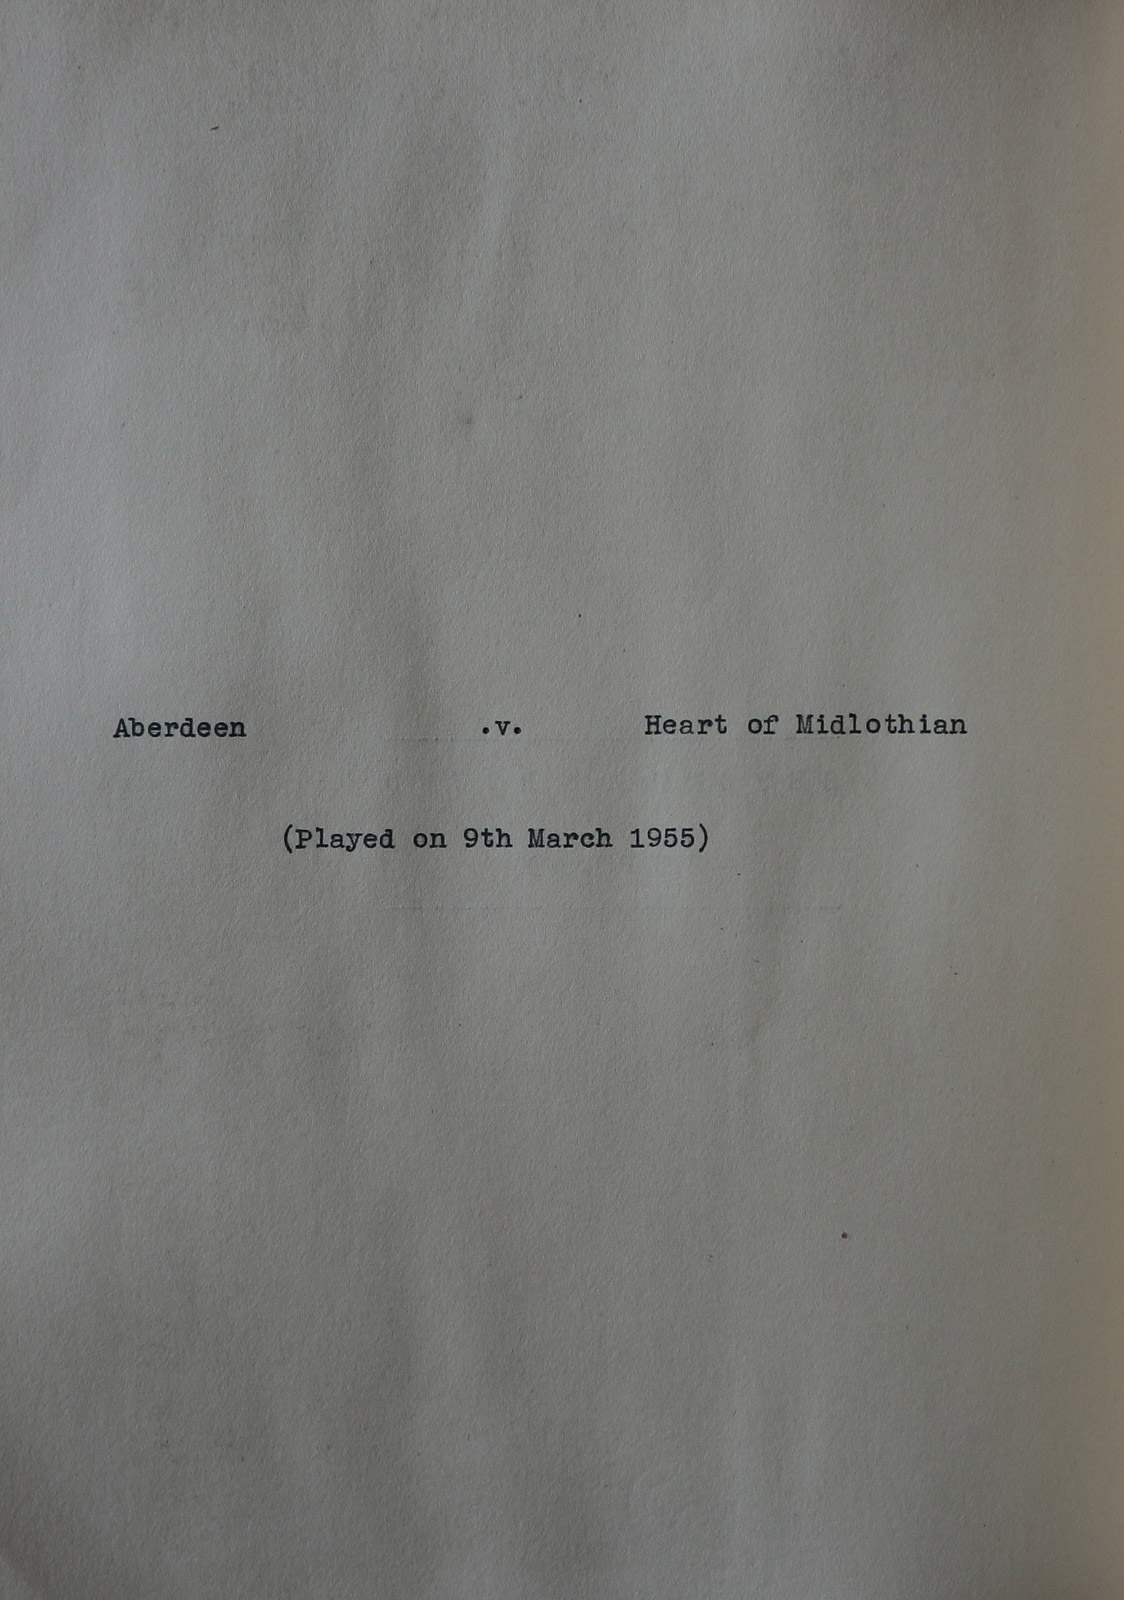 Aberdeen .v. Heart of Midlothian
(Played on 9th March 1955)